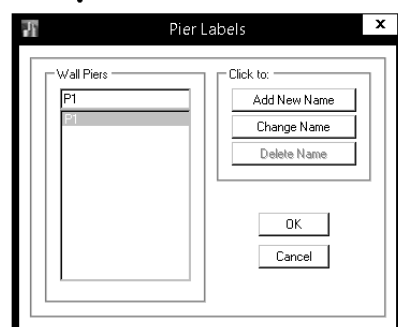 Pier Labels
x
Wall Piers
P1
P1
Click to:
Add New Name
Change Name
Delete Name
OK
Cancel